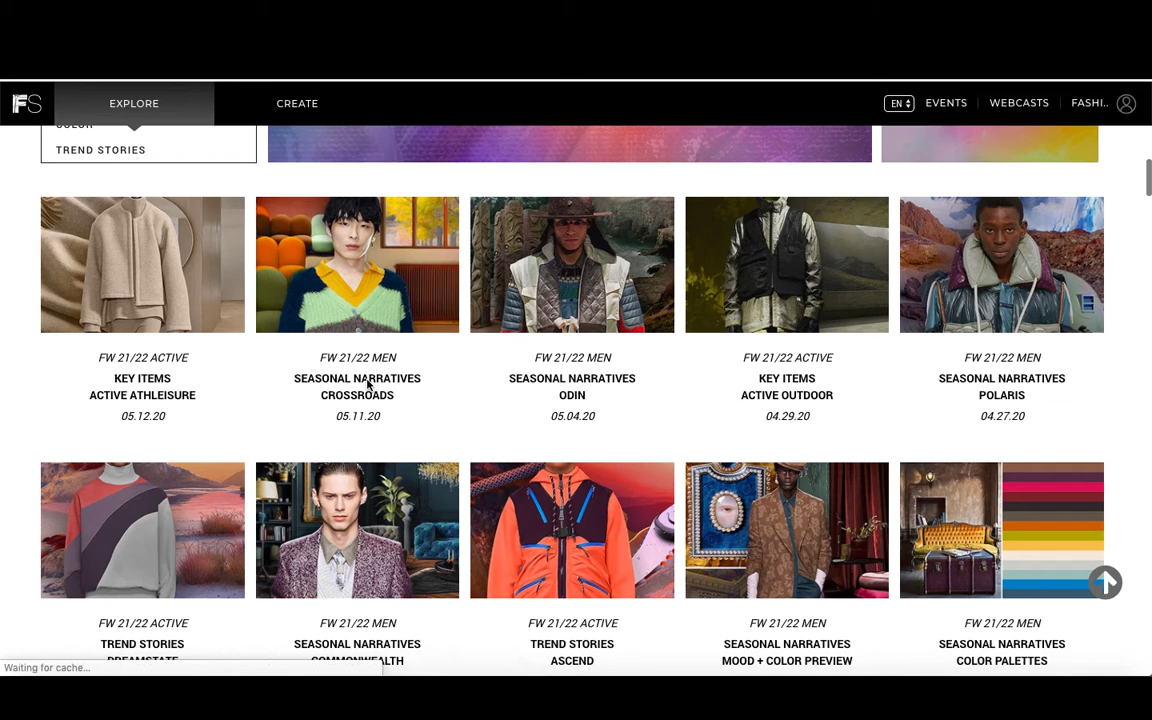 FS
EXPLORE
CREATE
EN
EVENTS
WEBCASTS
FASHI..
COLOR
TREND STORIES
FW 21/22 ACTIVE
KEY ITEMS
ACTIVE ATHLEISURE
05.12.20
FW 21/22 MEN
SEASONAL NARRATIVES
CROSSROADS
05.11.20
FW 21/22 MEN
SEASONAL NARRATIVES
ODIN
05.04.20
FW 21/22 ACTIVE
KEY ITEMS
ACTIVE OUTDOOR
04.29.20
FW 21/22 MEN
SEASONAL NARRATIVES
POLARIS
04.27.20
FW 21/22 ACTIVE
TREND STORIES
DREAMSTATE
FW 21/22 MEN
SEASONAL NARRATIVES
COMMONWEALTH
FW 21/22 ACTIVE
TREND STORIES
ASCEND
FW 21/22 MEN
SEASONAL NARRATIVES
MOOD + COLOR PREVIEW
FW 21/22 MEN
SEASONAL NARRATIVES
COLOR PALETTES
Waiting for cache...